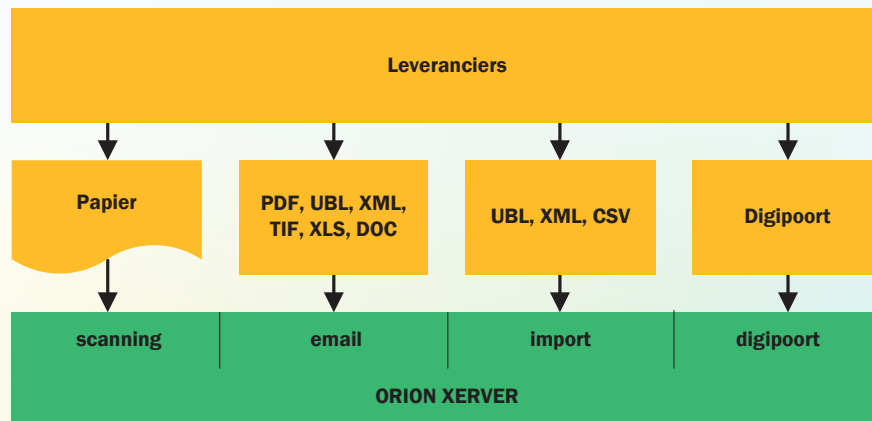 Leveranciers
Papier
PDF, UBL, XML,
TIF, XLS, DOC
UBL, XML, CSV
Digipoort
scanning
email
import
digipoort
ORION XERVER